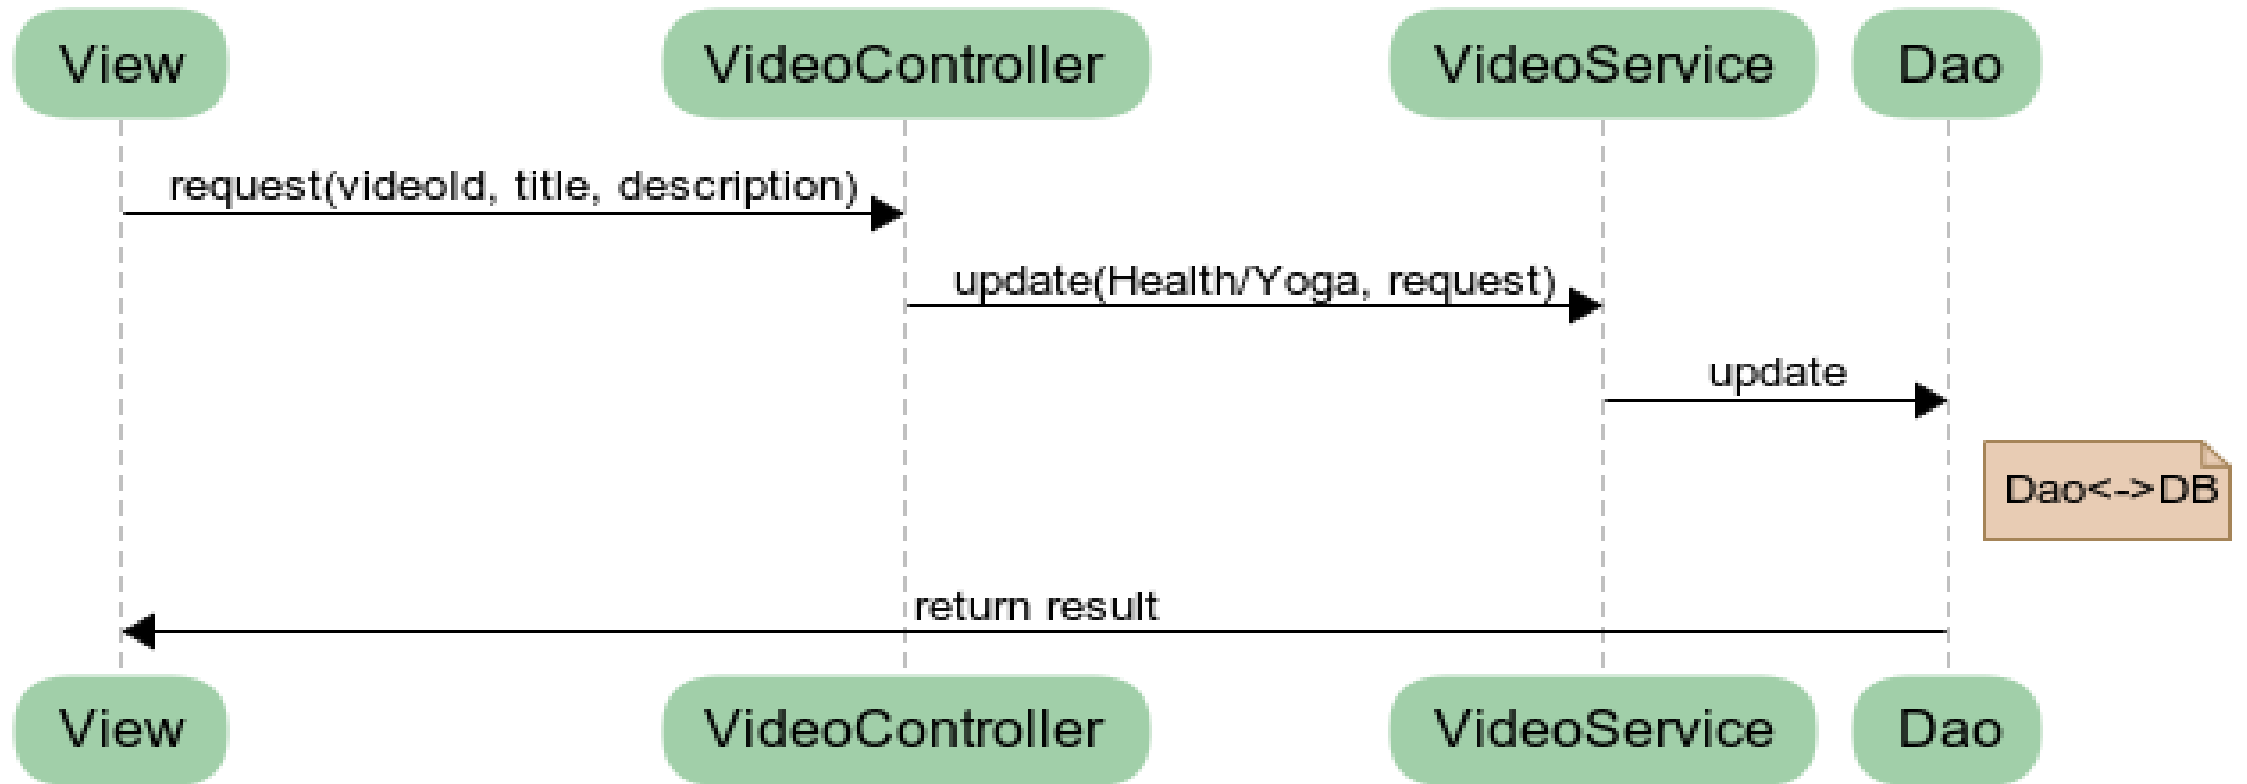 View
VideoController
VideoService
Dao
request(videoId, title, description)
update(Health/Yoga, request)
update
Dao<->DB
return result
View
VideoController
VideoService
Dao